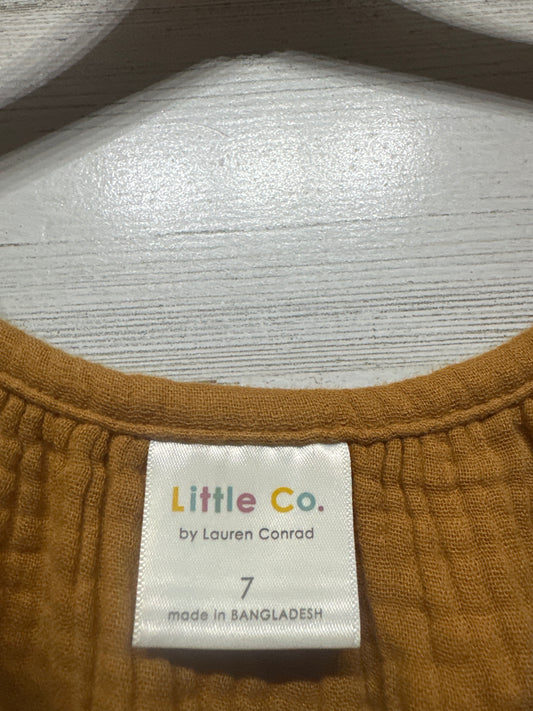 Little Co.
by Lauren Conrad
7
made in BANGLADESH